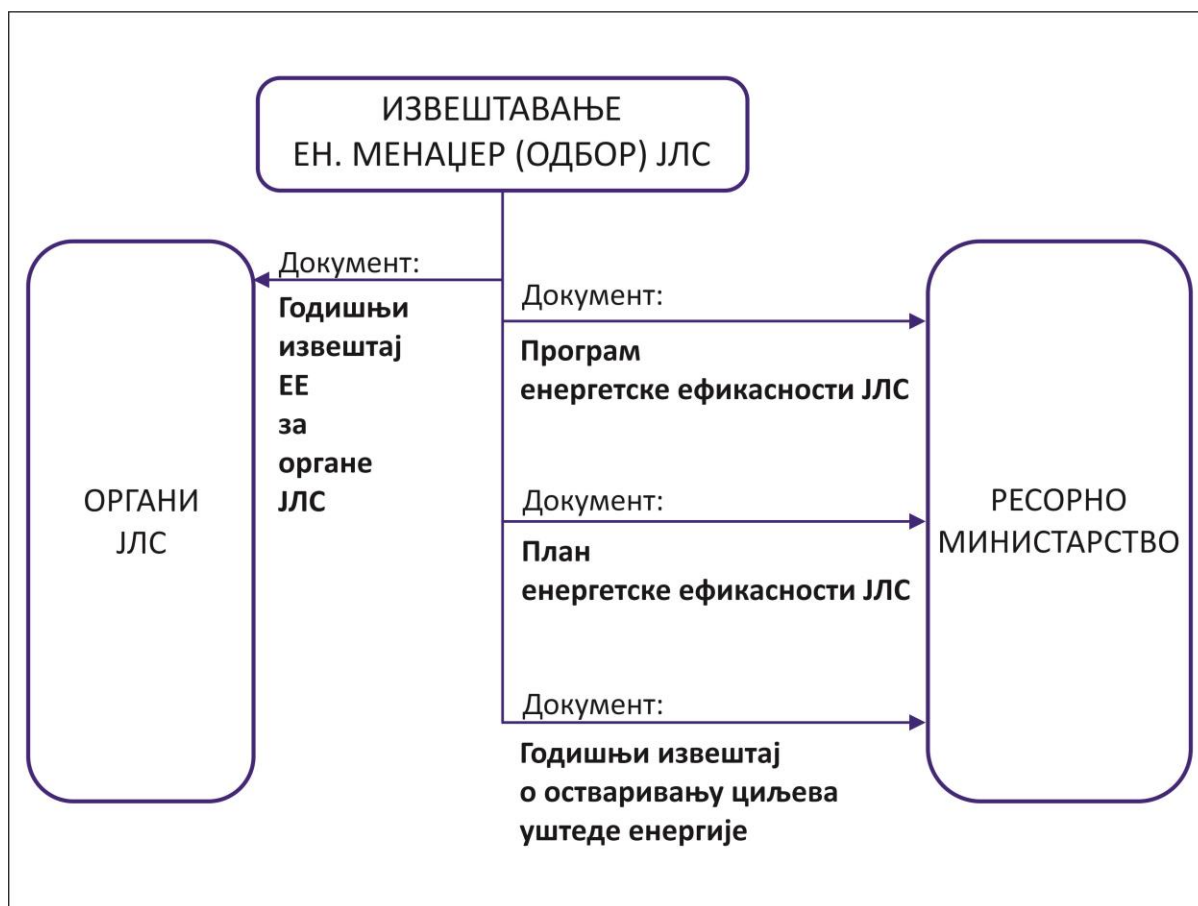 ИЗВЕШТАВАЊЕ
ЕН. МЕНАЏЕР (ОДБОР) ЈЛС
Документ:
Годишњи
извештај
ЕЕ
за
органе
ЈЛС
ОРГАНИ
ЈЛС
Документ:
Програм
енергетске ефикасности ЈЛС
Документ:
План
енергетске ефикасности ЈЛС
Документ:
Годишњи извештај
о остваривању циљева
уштеде енергије
РЕСОРНО
МИНИСТАРСТВО